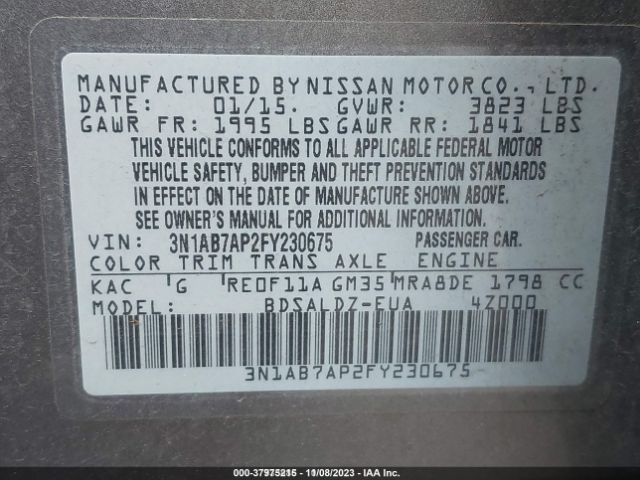 MANUFACTURED BY NISSAN MOTOR CO., LTD.
DATE: 01/15. GVWR: 3823 LBS
GAWR FR: 1995 LBS GAWR RR: 1841 LBS
THIS VEHICLE CONFORMS TO ALL APPLICABLE FEDERAL MOTOR
VEHICLE SAFETY, BUMPER AND THEFT PREVENTION STANDARDS
IN EFFECT ON THE DATE OF MANUFACTURE SHOWN ABOVE.
SEE OWNER'S MANUAL FOR ADDITIONAL INFORMATION.
VIN: 3N1AB7AP2FY230675 PASSENGER CAR.
COLOR TRIM TRANS AXLE ENGINE
KAC G RE0F11A GM35 MRA8DE 1798 CC
MODEL: BDSALDZ-EUA 4Z000
3N1AB7AP2FY230675
000-37975215 - 11/08/2023 - IAA Inc.